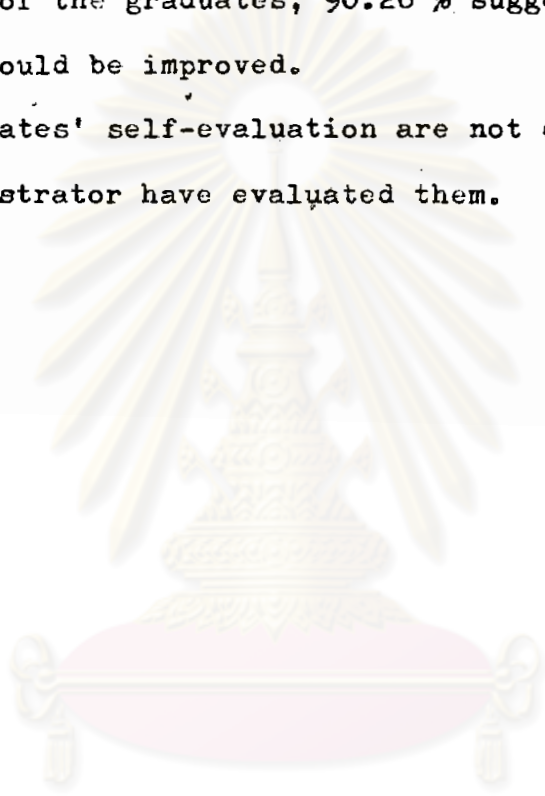 of the graduates, 90.26 % sugge
ould be improved.
ates' self-evaluation are not
strator have evaluated them.